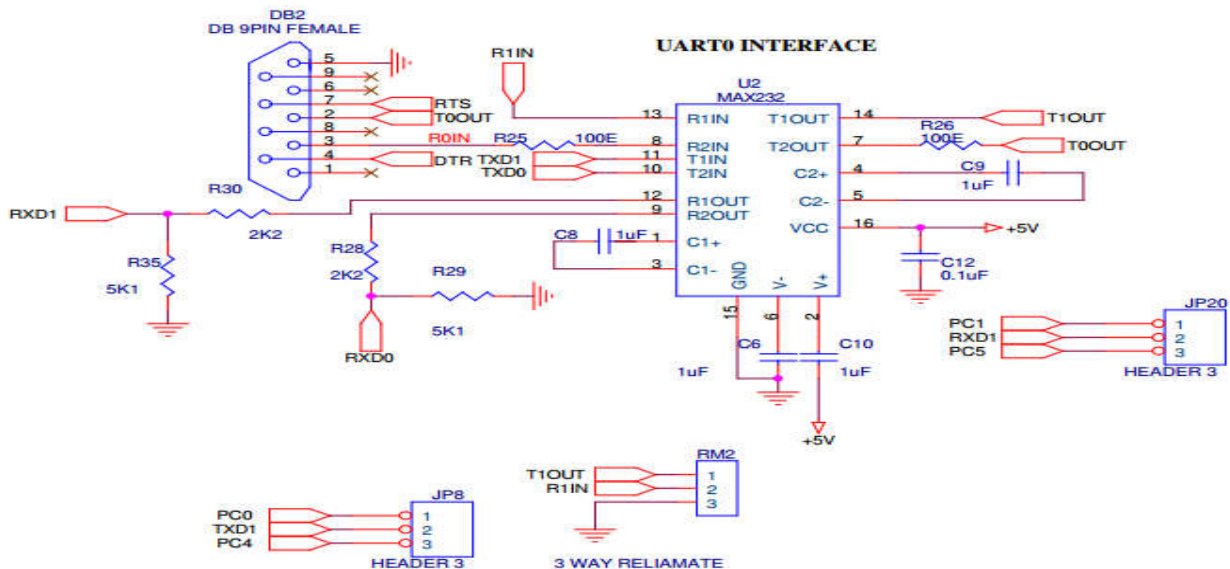 DB2
DB 9PIN FEMALE
5
9
6
7
2
8
3
4
1
RTS
T0OUT
R0IN
DTR
R1IN
UART0 INTERFACE
U2
MAX232
13 R1IN T1OUT 14
8 R2IN T2OUT 7
11 T1IN
10 T2IN C2+ 4
12 R1OUT C2- 5
9 R2OUT VCC 16
1 C1+
3 C1-
GND V- V+
15 6 2
R25 100E
TXD1
TXD0
T1OUT
R26
100E
T0OUT
C9
1uF
+5V
C12
0.1uF
R30
2K2
RXD1
R35
5K1
R28
2K2
R29
5K1
RXD0
C8 1uF
C6
1uF
C10
1uF
+5V
JP20
PC1 1
RXD1 2
PC5 3
HEADER 3
RM2
T1OUT 1
R1IN 2
3
3 WAY RELIAMATE
JP8
PC0 1
TXD1 2
PC4 3
HEADER 3